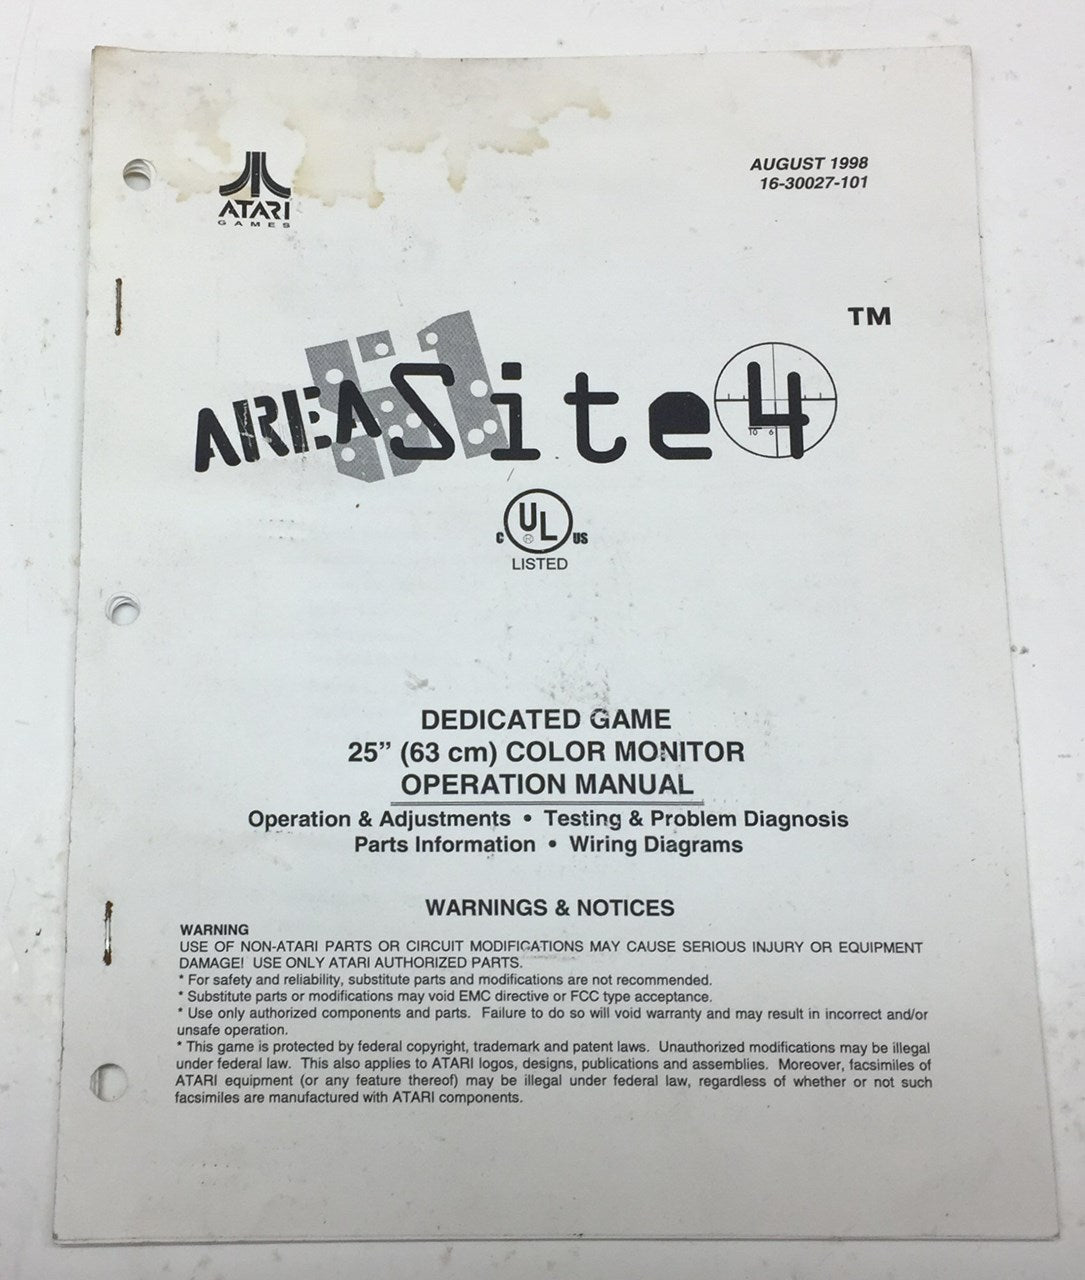 ATARI
GAMES
AUGUST 1998
16-30027-101
TM
AREA 51 Site 4
10 6
C UL US
®
LISTED
DEDICATED GAME
25” (63 cm) COLOR MONITOR
OPERATION MANUAL
Operation & Adjustments • Testing & Problem Diagnosis
Parts Information • Wiring Diagrams
WARNINGS & NOTICES
WARNING
USE OF NON-ATARI PARTS OR CIRCUIT MODIFICATIONS MAY CAUSE SERIOUS INJURY OR EQUIPMENT
DAMAGE! USE ONLY ATARI AUTHORIZED PARTS.
* For safety and reliability, substitute parts and modifications are not recommended.
* Substitute parts or modifications may void EMC directive or FCC type acceptance.
* Use only authorized components and parts. Failure to do so will void warranty and may result in incorrect and/or
unsafe operation.
* This game is protected by federal copyright, trademark and patent laws. Unauthorized modifications may be illegal
under federal law. This also applies to ATARI logos, designs, publications and assemblies. Moreover, facsimiles of
ATARI equipment (or any feature thereof) may be illegal under federal law, regardless of whether or not such
facsimiles are manufactured with ATARI components.